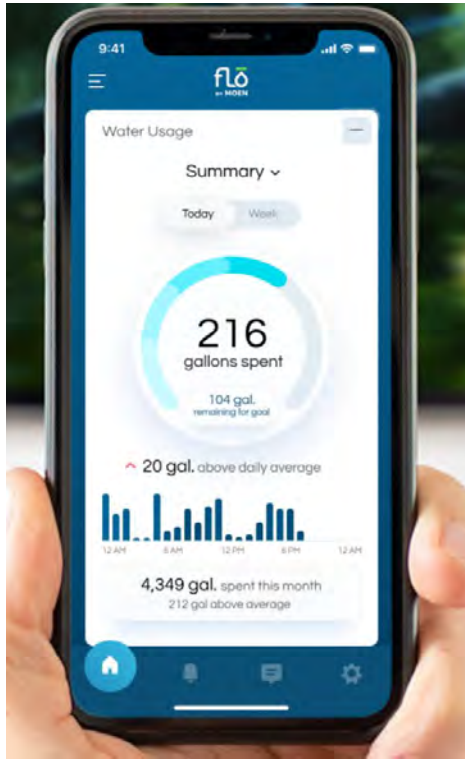 9:41
flō
BY MOEN
Water Usage
Summary
Today Week
216
gallons spent
104 gal.
remaining for goal
20 gal. above daily average
12 AM 6 AM 12 PM 6 PM 12 AM
4,349 gal. spent this month
212 gal above average